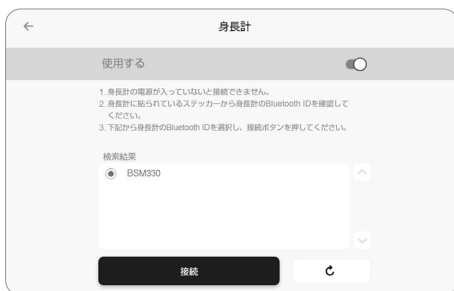 身長計
使用する
1. 身長計の電源が入っていないと接続できません。
2. 身長計に貼られているステッカーから身長計のBluetooth IDを確認して
ください。
3. 下記から身長計のBluetooth IDを選択し、接続ボタンを押してください。
検索結果
BSM330
接続